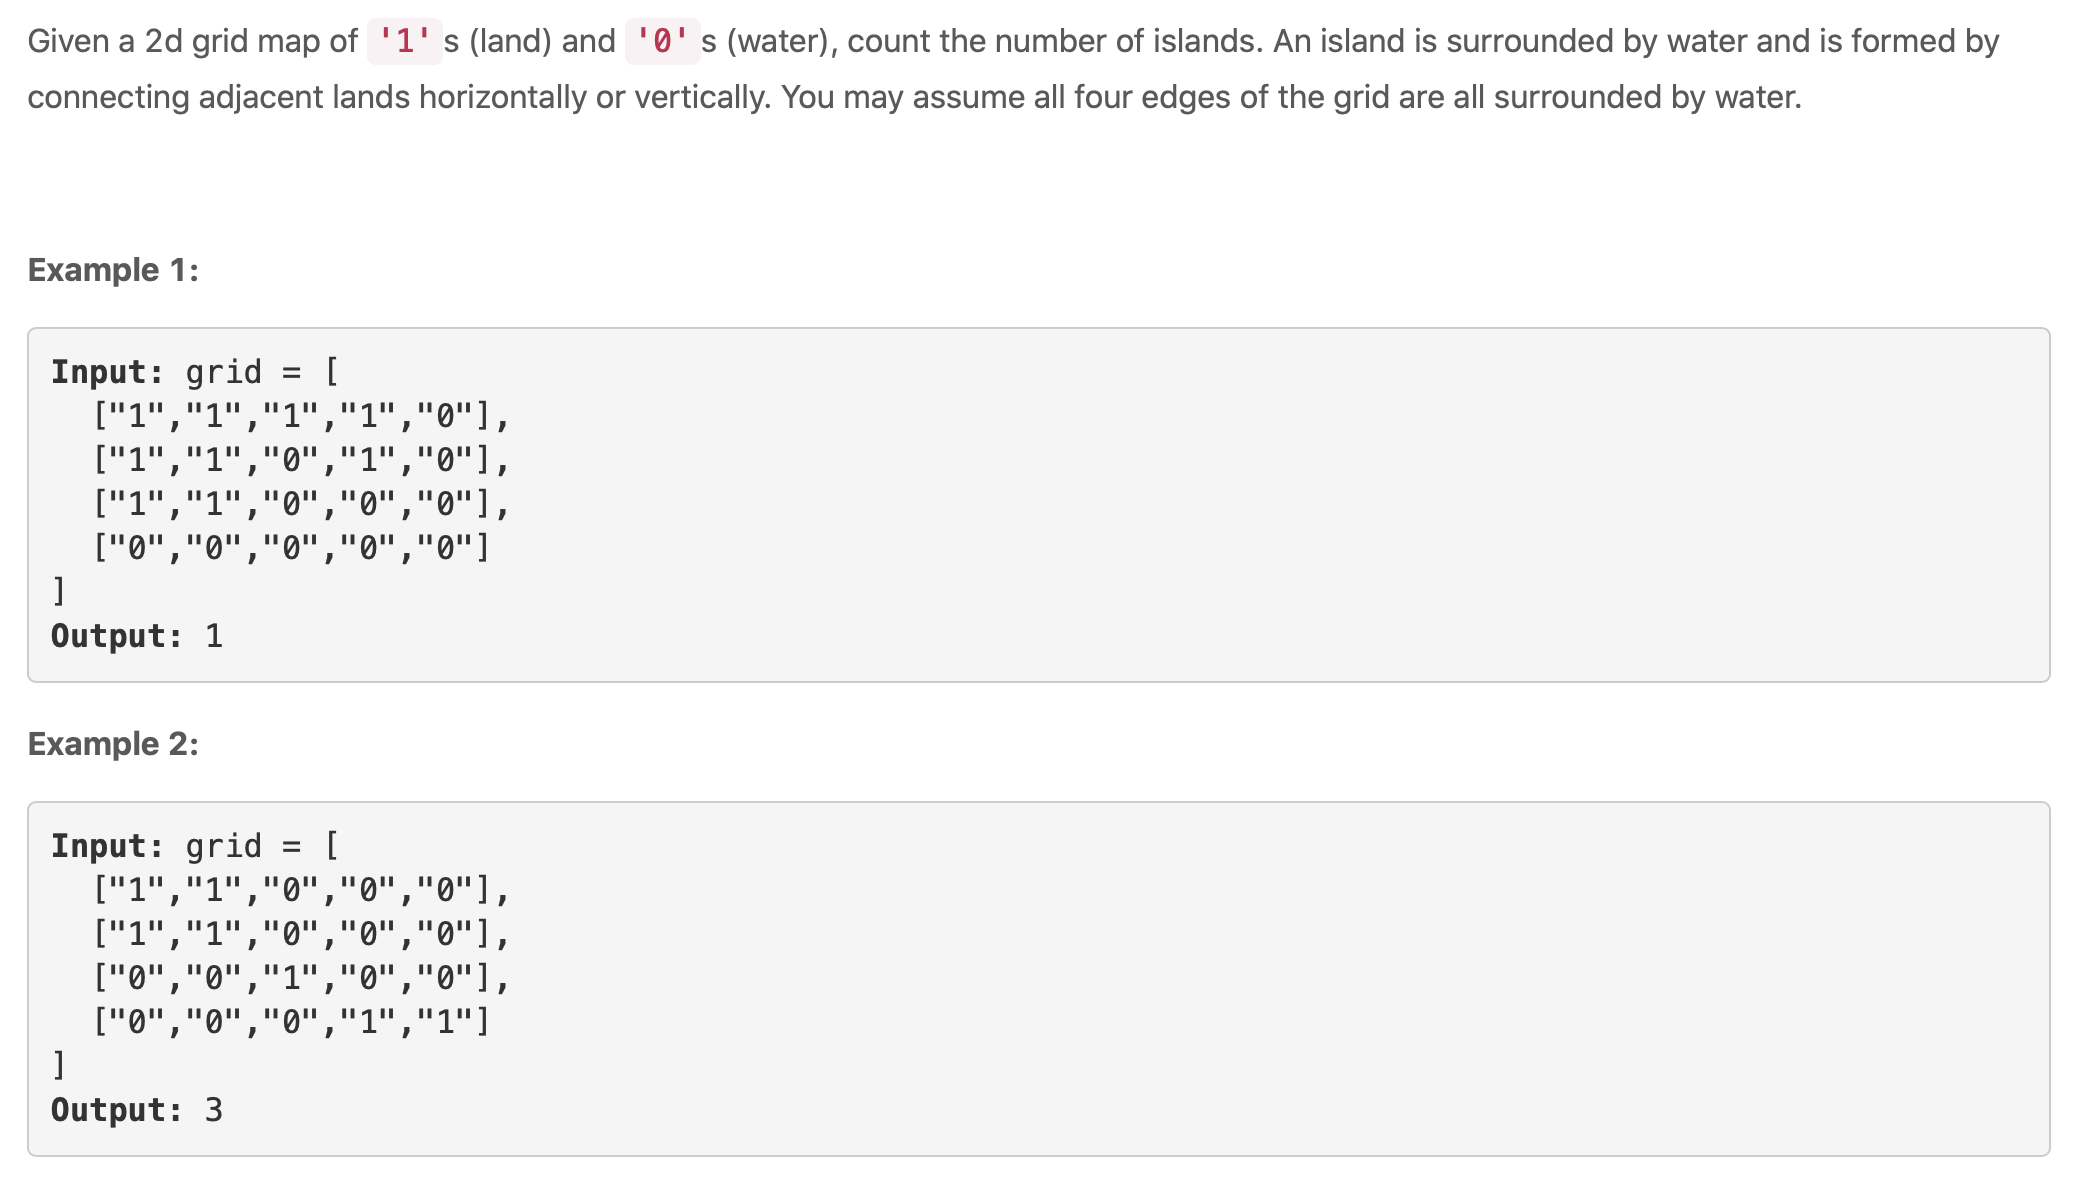 Given a 2d grid map of '1's (land) and '0's (water), count the number of islands. An island is surrounded by water and is formed by
connecting adjacent lands horizontally or vertically. You may assume all four edges of the grid are all surrounded by water.
Example 1:
Input: grid = [
  ["1","1","1","1","0"],
  ["1","1","0","1","0"],
  ["1","1","0","0","0"],
  ["0","0","0","0","0"]
]
Output: 1
Example 2:
Input: grid = [
  ["1","1","0","0","0"],
  ["1","1","0","0","0"],
  ["0","0","1","0","0"],
  ["0","0","0","1","1"]
]
Output: 3